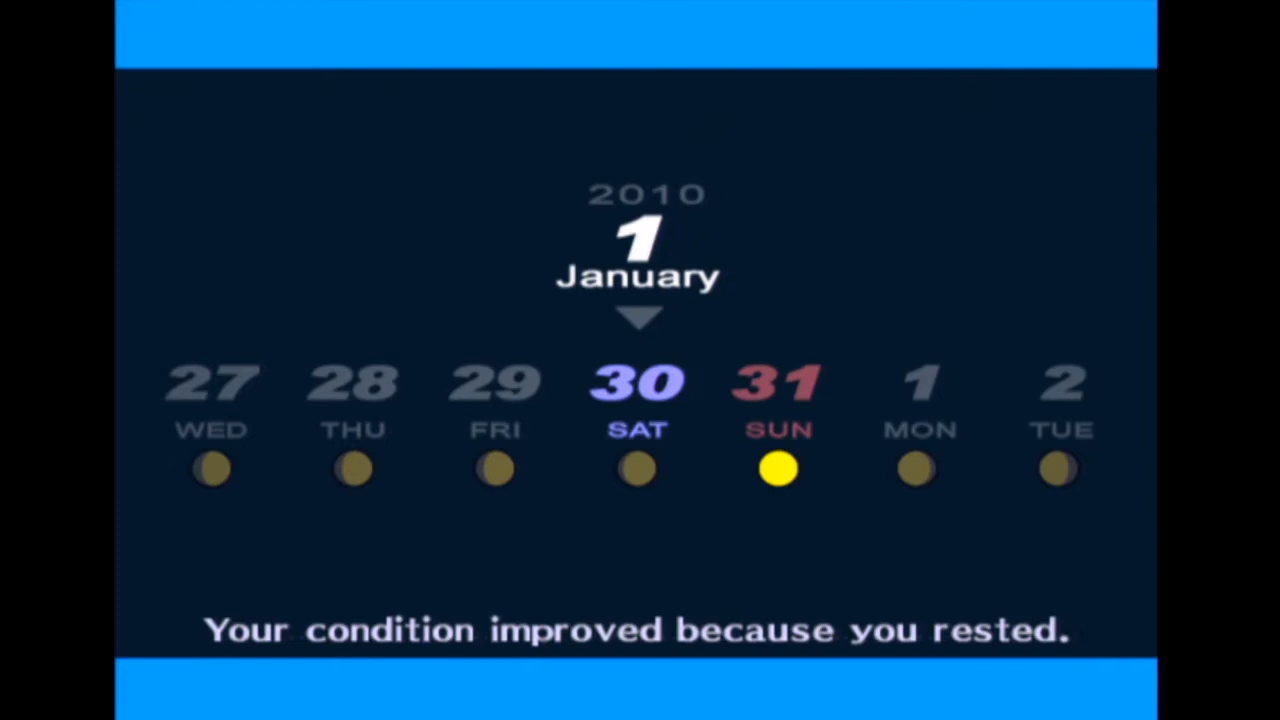 2010
1
January
27 28 29 30 31 1 2
WED THU FRI SAT SUN MON TUE
Your condition improved because you rested.